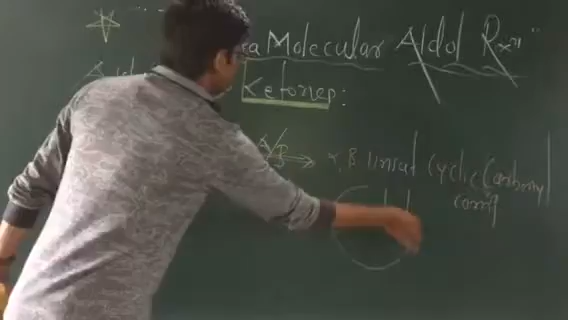 a Molecular Aldol Rxn"
Ketones :
A/B → α, β Unsat Cyclic Carbonyl
comp